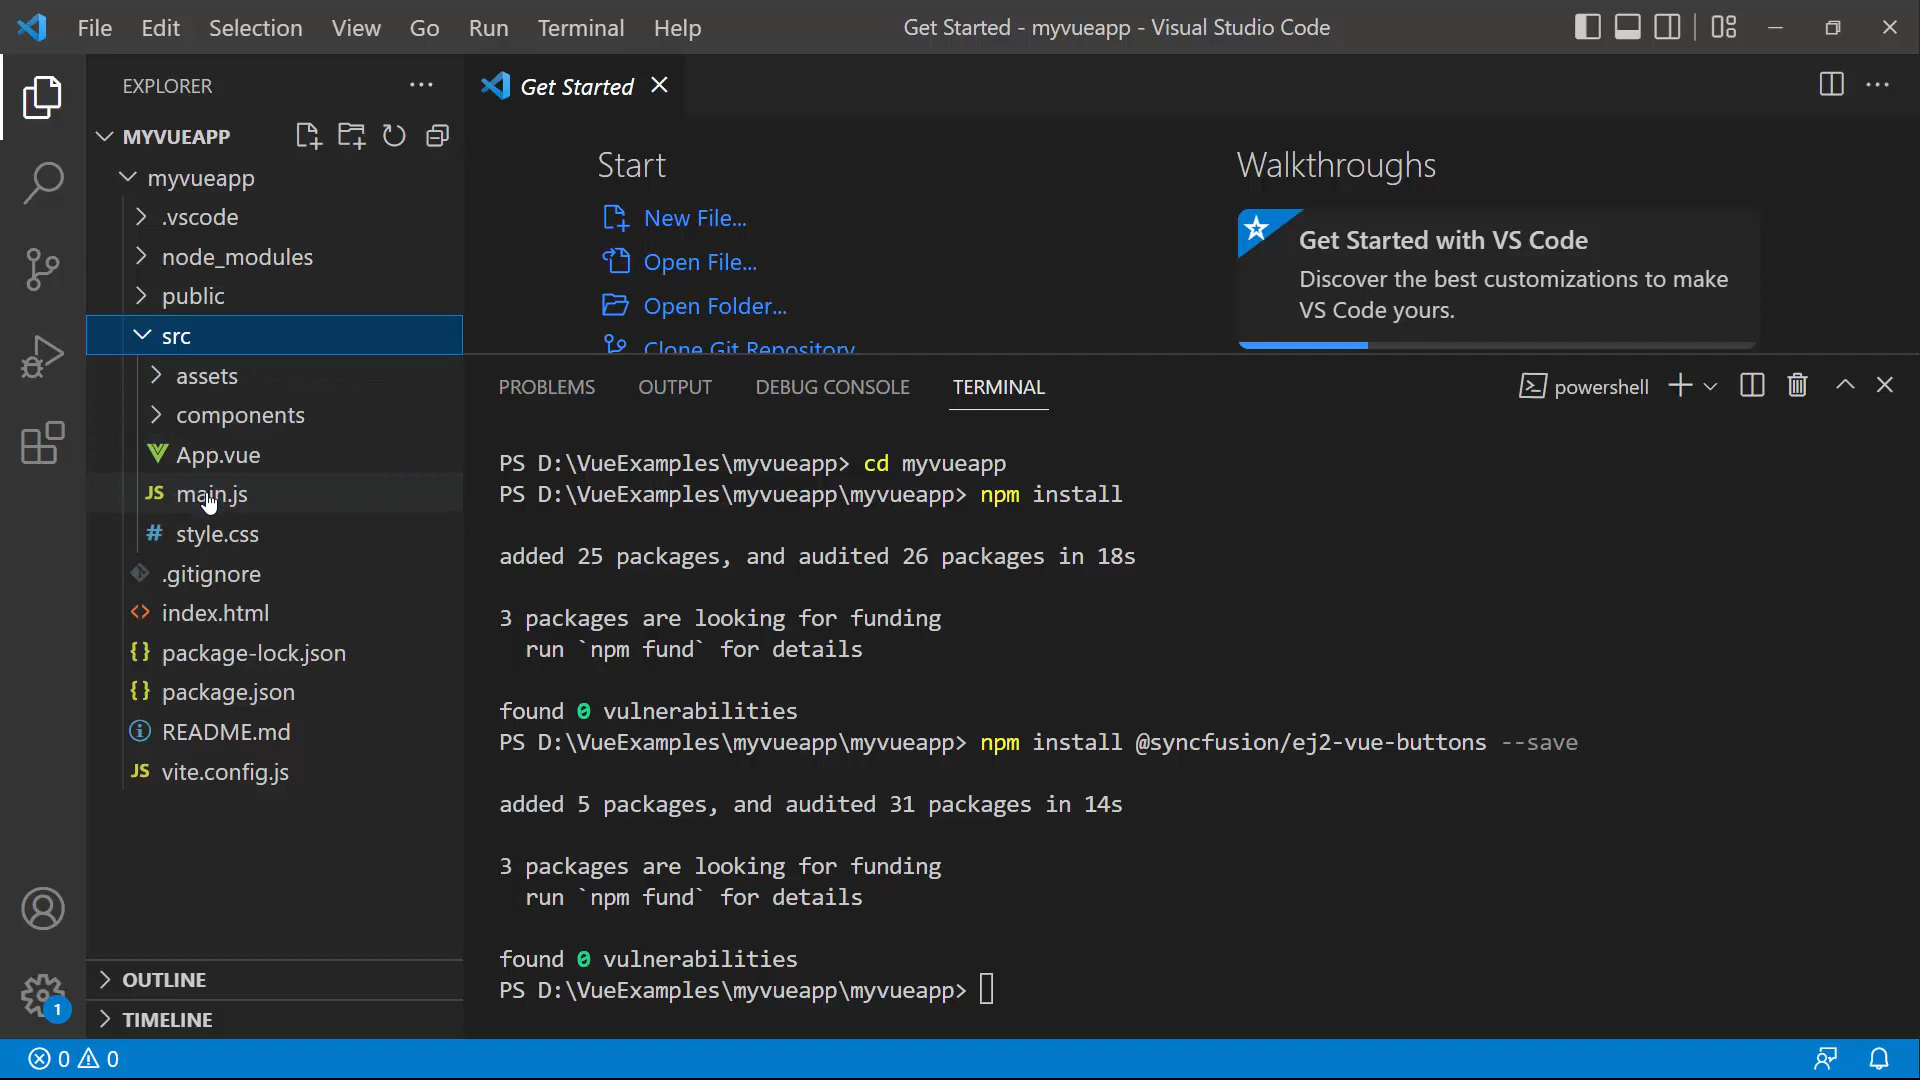 File Edit Selection View Go Run Terminal Help
Get Started - myvueapp - Visual Studio Code
EXPLORER
MYVUEAPP
myvueapp
.vscode
node_modules
public
src
assets
components
App.vue
JS main.js
# style.css
.gitignore
<> index.html
{} package-lock.json
{} package.json
README.md
JS vite.config.js
OUTLINE
TIMELINE
1
Get Started
Start
New File...
Open File...
Open Folder...
Clone Git Repository
Walkthroughs
Get Started with VS Code
Discover the best customizations to make
VS Code yours.
PROBLEMS OUTPUT DEBUG CONSOLE TERMINAL
powershell
PS D:\VueExamples\myvueapp> cd myvueapp
PS D:\VueExamples\myvueapp\myvueapp> npm install
added 25 packages, and audited 26 packages in 18s
3 packages are looking for funding
run `npm fund` for details
found 0 vulnerabilities
PS D:\VueExamples\myvueapp\myvueapp> npm install @syncfusion/ej2-vue-buttons --save
added 5 packages, and audited 31 packages in 14s
3 packages are looking for funding
run `npm fund` for details
found 0 vulnerabilities
PS D:\VueExamples\myvueapp\myvueapp>
0 0